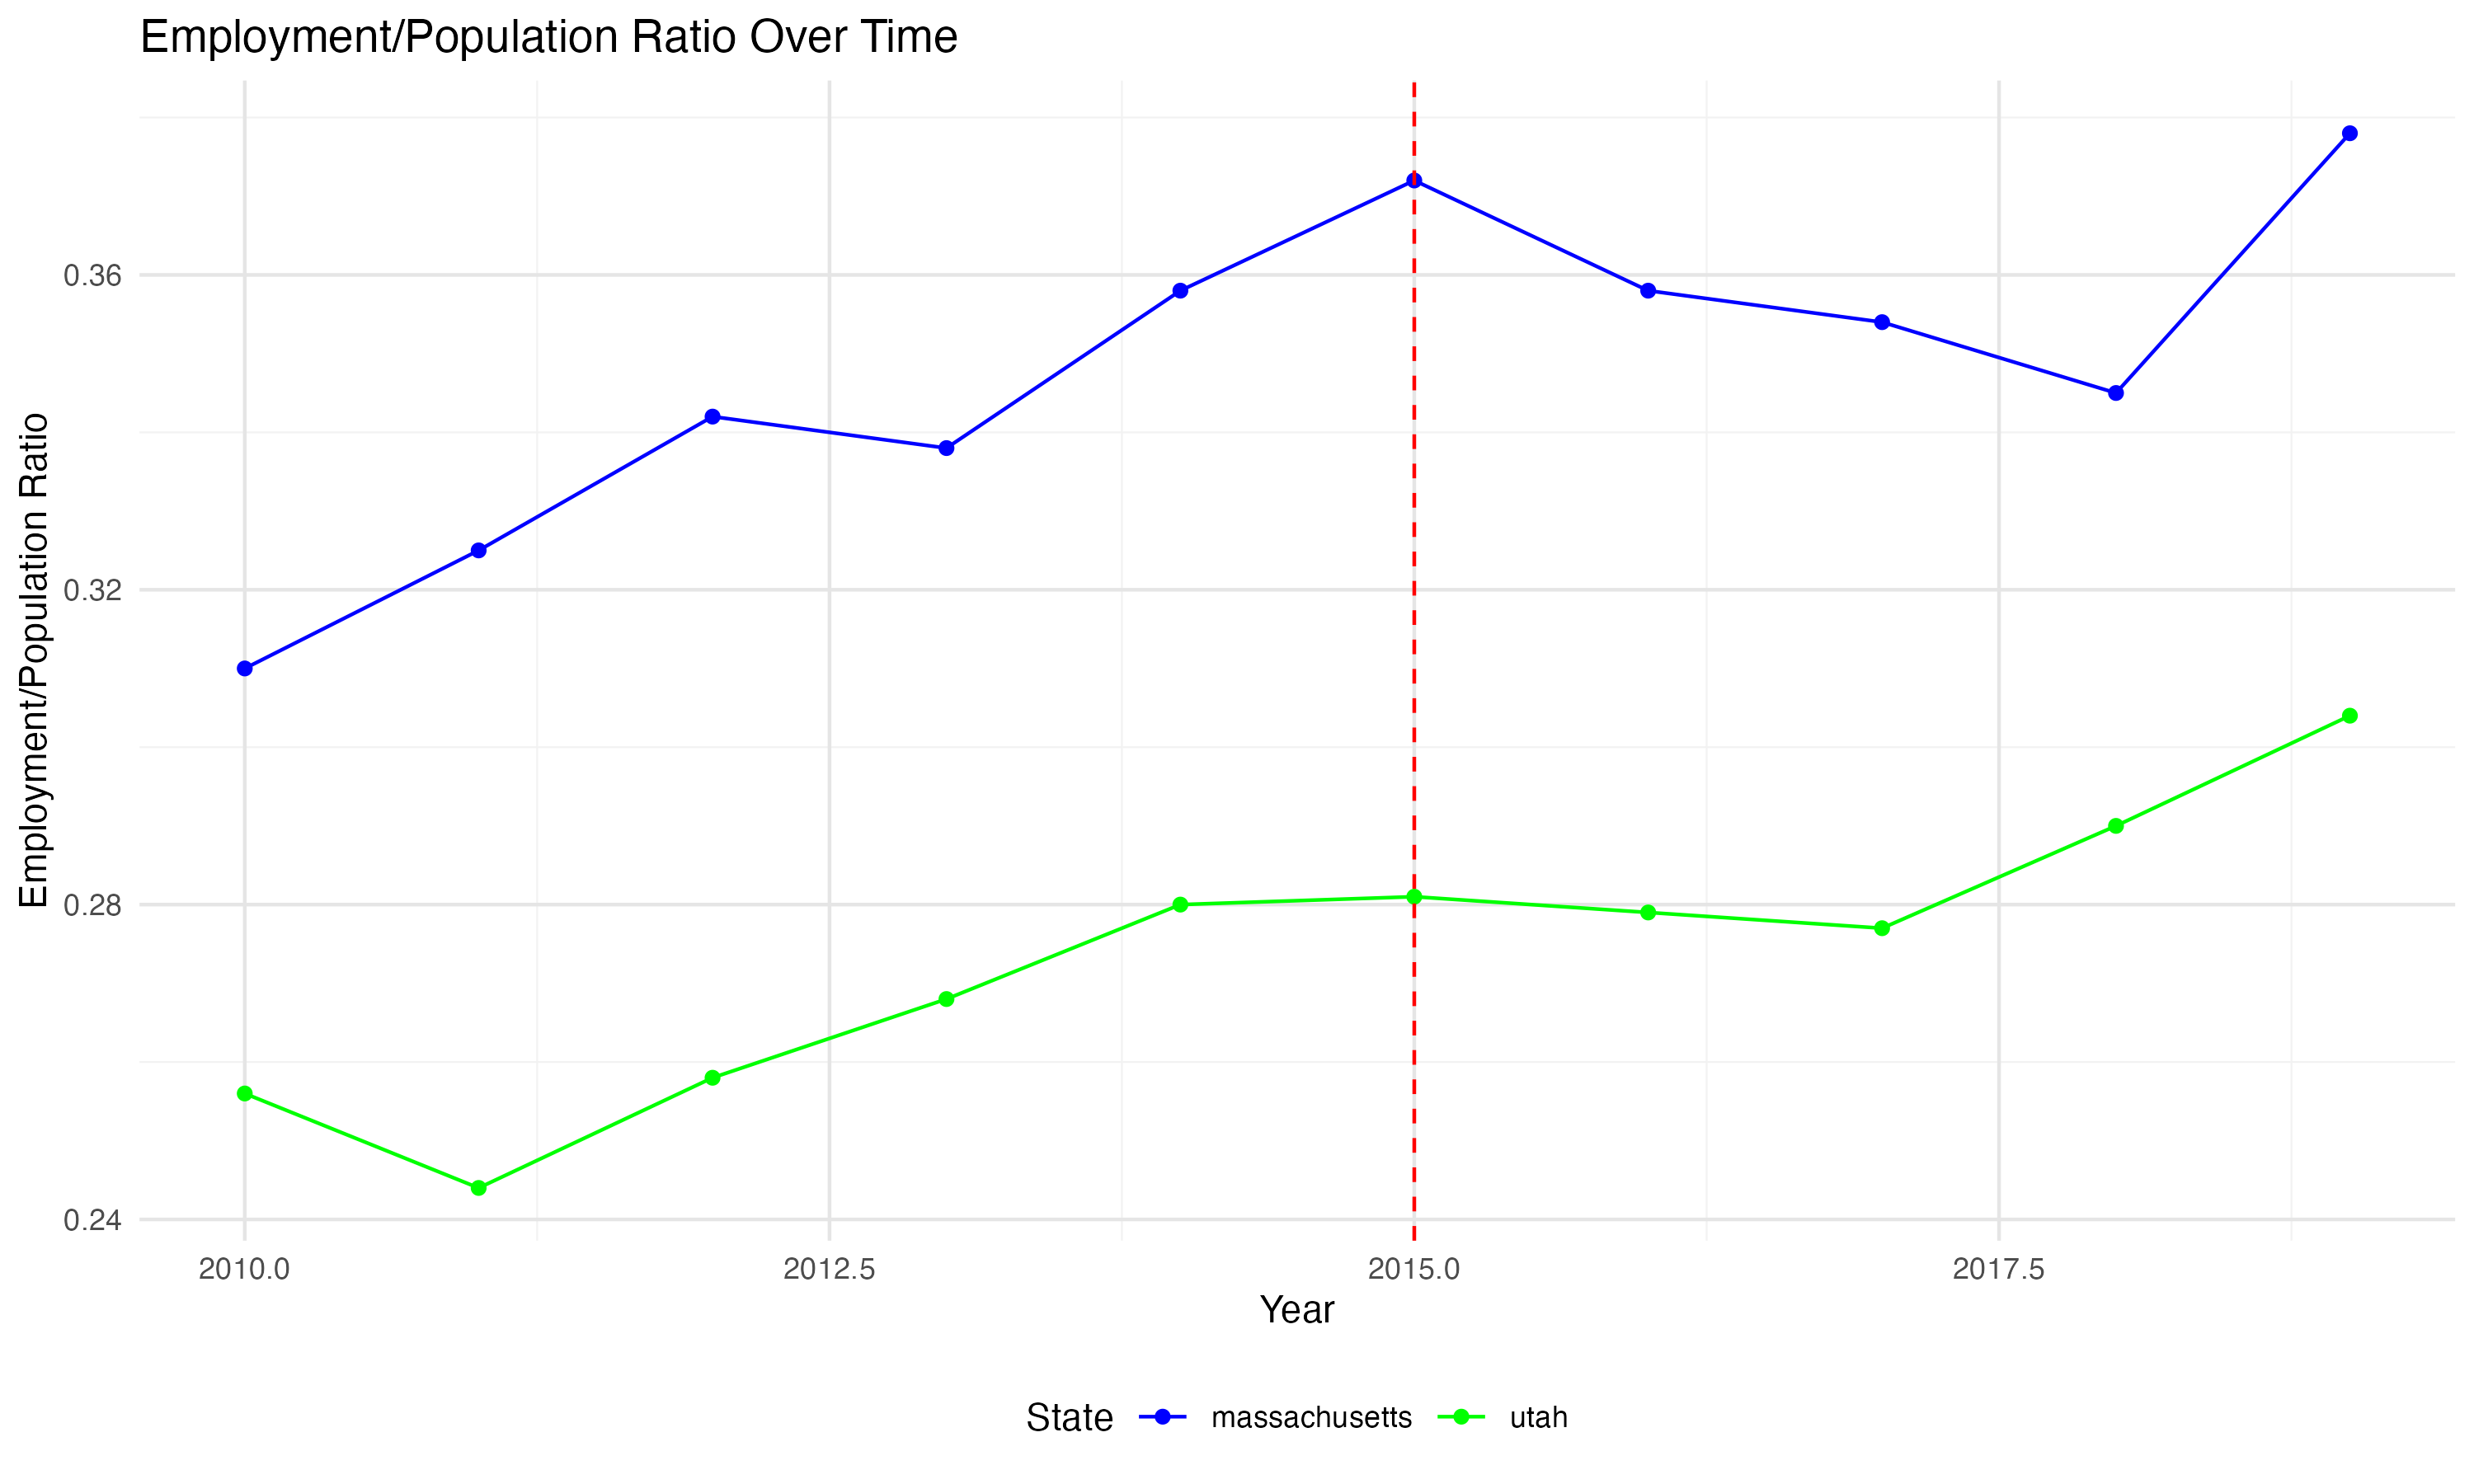 Employment/Population Ratio Over Time
Employment/Population Ratio
0.36
0.32
0.28
0.24
2010.0 2012.5 2015.0 2017.5
Year
State massachusetts utah